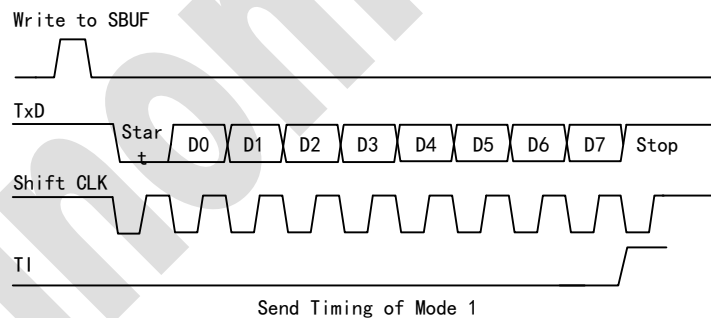 Write to SBUF
TxD
Star
t
D0 D1 D2 D3 D4 D5 D6 D7 Stop
Shift CLK
TI
Send Timing of Mode 1